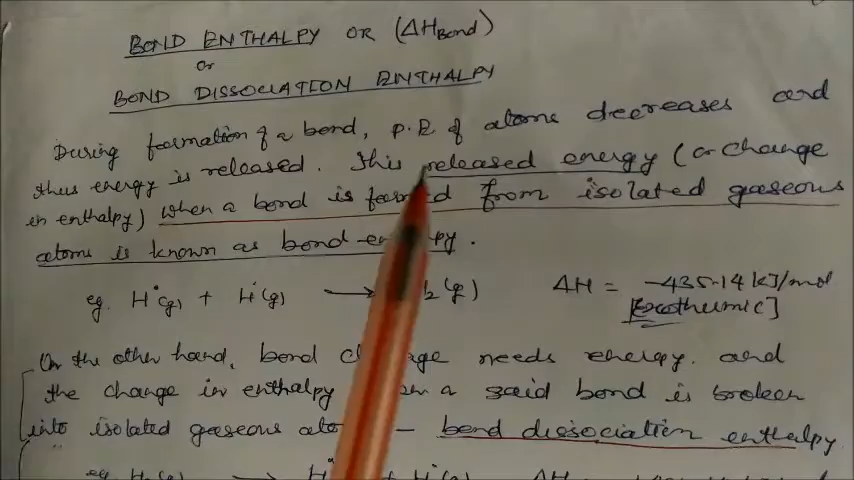 BOND ENTHALPY OR (ΔHBond)
or
BOND DISSOCIATION ENTHALPY
During formation of a bond, P.E of atoms decreases and
thus energy is released. This released energy (or change
in enthalpy) when a bond is formed from isolated gaseous
atoms is known as bond
eg. H(g) + H(g) → 2(g) ΔH = -435.14 kJ/mol
[Exothermic]
On the other hand, bond needs energy. and
the change in enthalpy a said bond is broken
into isolated gaseous — bond dissociation enthalpy.
eg.